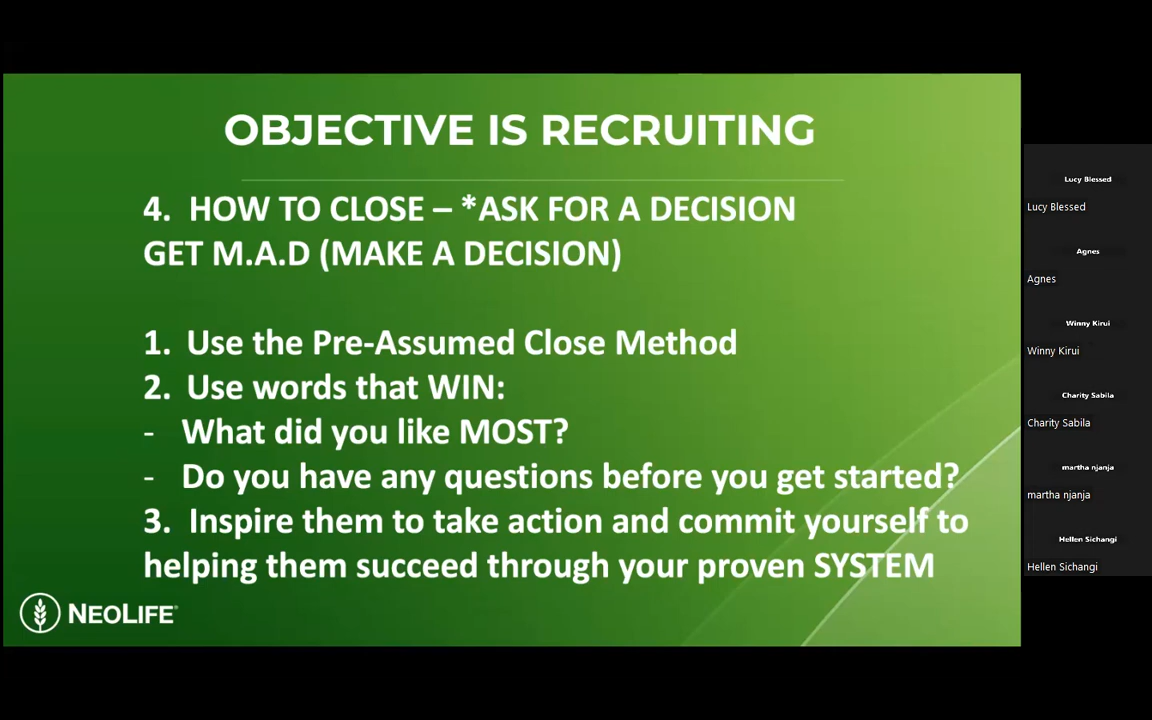 OBJECTIVE IS RECRUITING
4. HOW TO CLOSE – *ASK FOR A DECISION
GET M.A.D (MAKE A DECISION)
1. Use the Pre-Assumed Close Method
2. Use words that WIN:
- What did you like MOST?
- Do you have any questions before you get started?
3. Inspire them to take action and commit yourself to
helping them succeed through your proven SYSTEM
NEOLIFE®
Lucy Blessed
Lucy Blessed
Agnes
Agnes
Winny Kirui
Winny Kirui
Charity Sabila
Charity Sabila
martha njanja
martha njanja
Hellen Sichangi
Hellen Sichangi